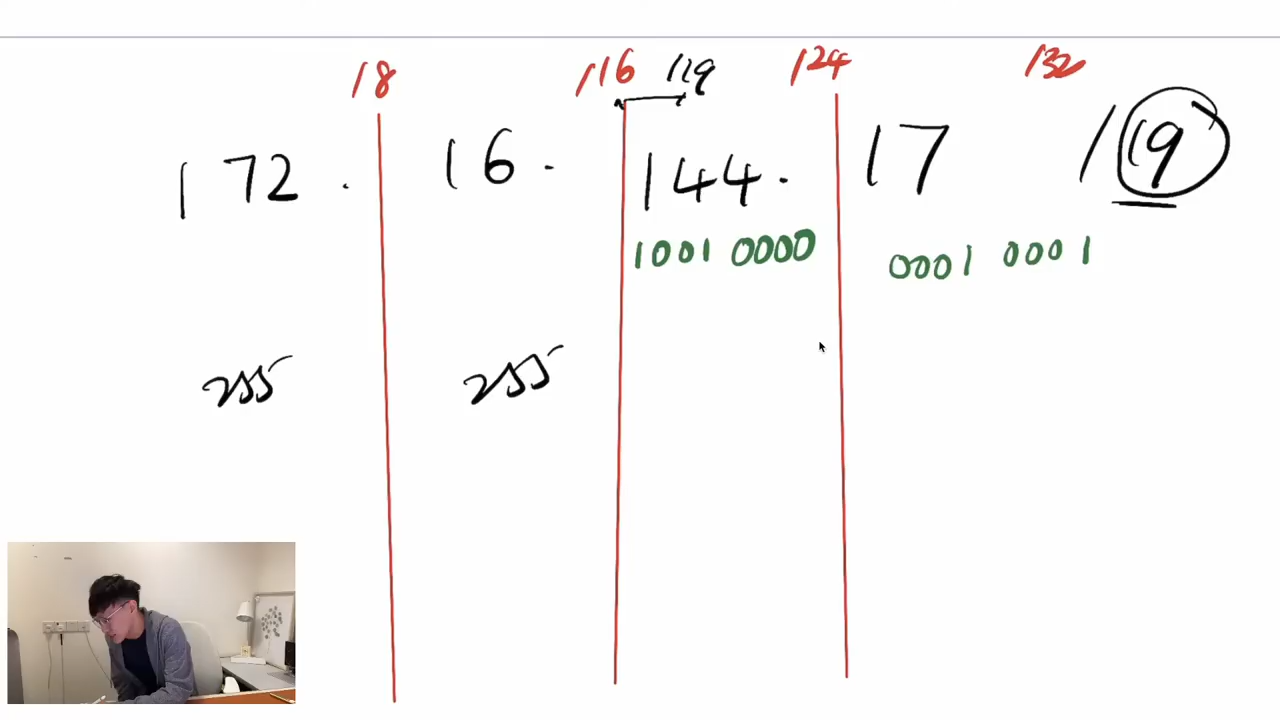 /8 /16 /19 /24 /32
172. 16. 144. 17 /19
1001 0000 0001 0001
255 255